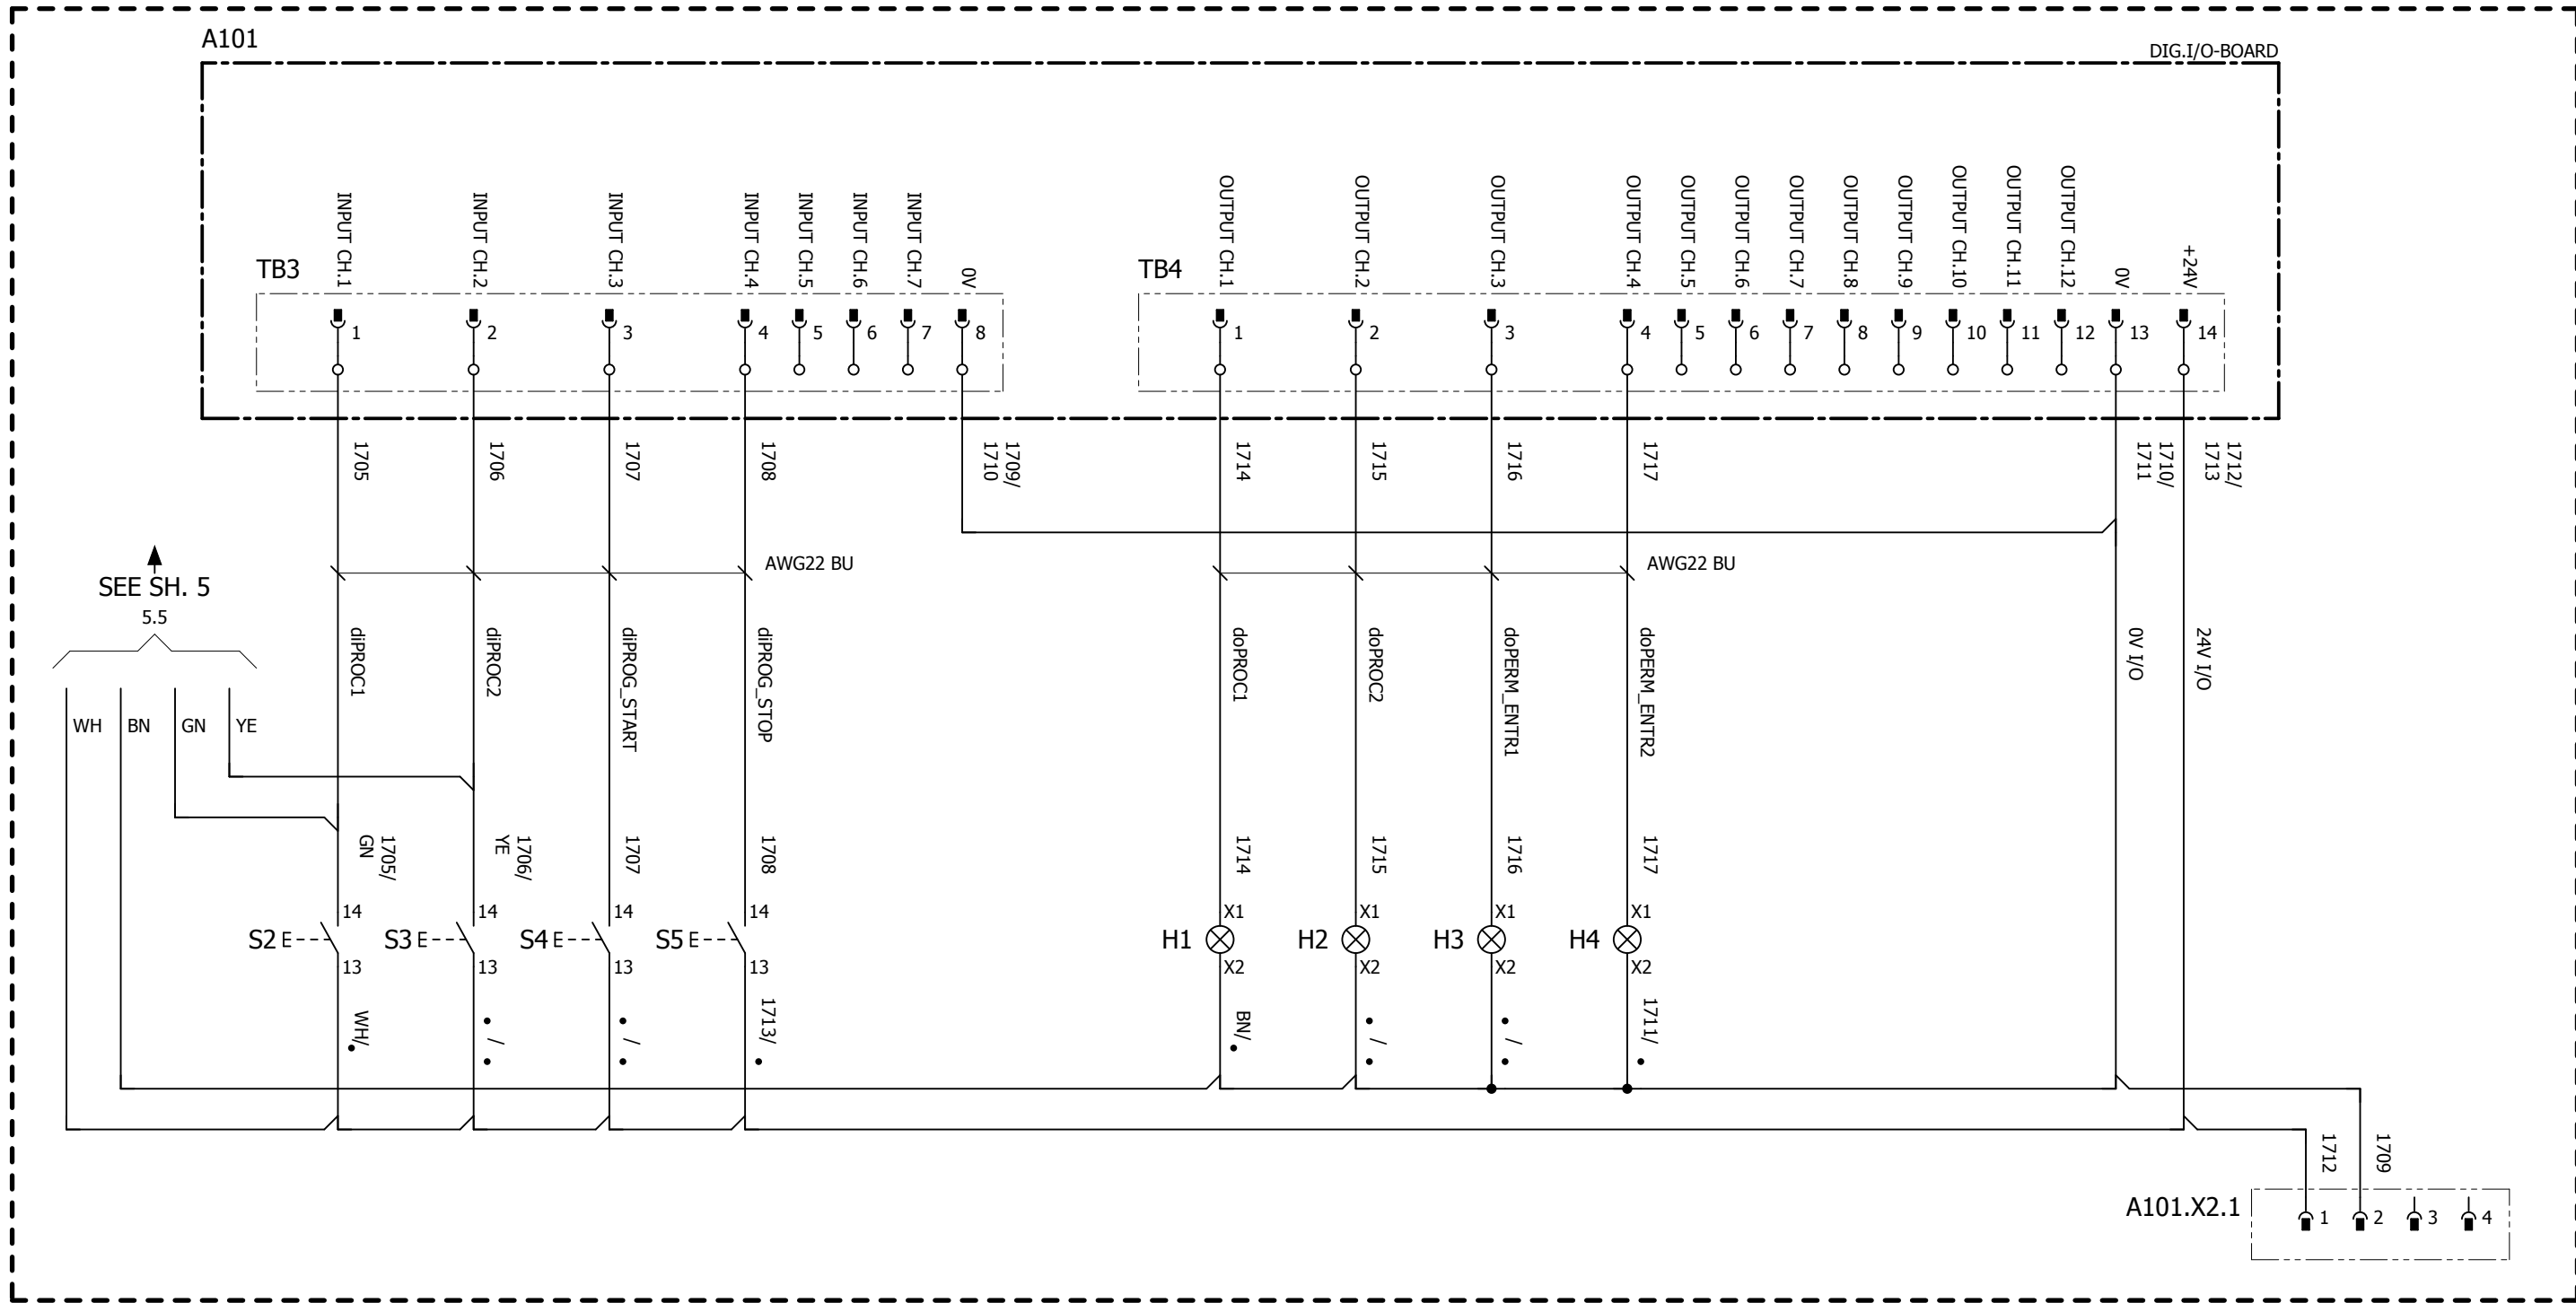 A101
DIG.I/O-BOARD
INPUT CH.1
INPUT CH.2
INPUT CH.3
INPUT CH.4
INPUT CH.5
INPUT CH.6
INPUT CH.7
0V
OUTPUT CH.1
OUTPUT CH.2
OUTPUT CH.3
OUTPUT CH.4
OUTPUT CH.5
OUTPUT CH.6
OUTPUT CH.7
OUTPUT CH.8
OUTPUT CH.9
OUTPUT CH.10
OUTPUT CH.11
OUTPUT CH.12
0V
+24V
TB3
1
2
3
4
5
6
7
8
TB4
1
2
3
4
5
6
7
8
9
10
11
12
13
14
1705
1706
1707
1708
1709/
1710
1714
1715
1716
1717
1710/
1711
1712/
1713
AWG22 BU
AWG22 BU
SEE SH. 5
5.5
WH
BN
GN
YE
diPROC1
diPROC2
diPROG_START
diPROG_STOP
doPROC1
doPROC2
doPERM_ENTR1
doPERM_ENTR2
0V I/O
24V I/O
1705/
GN
1706/
YE
1707
1708
1714
1715
1716
1717
14
14
14
14
X1
X1
X1
X1
S2
S3
S4
S5
H1
H2
H3
H4
13
13
13
13
X2
X2
X2
X2
WH/•
•/•
•/•
1713/•
BN/•
•/•
•/•
1711/•
1712
1709
A101.X2.1
1
2
3
4